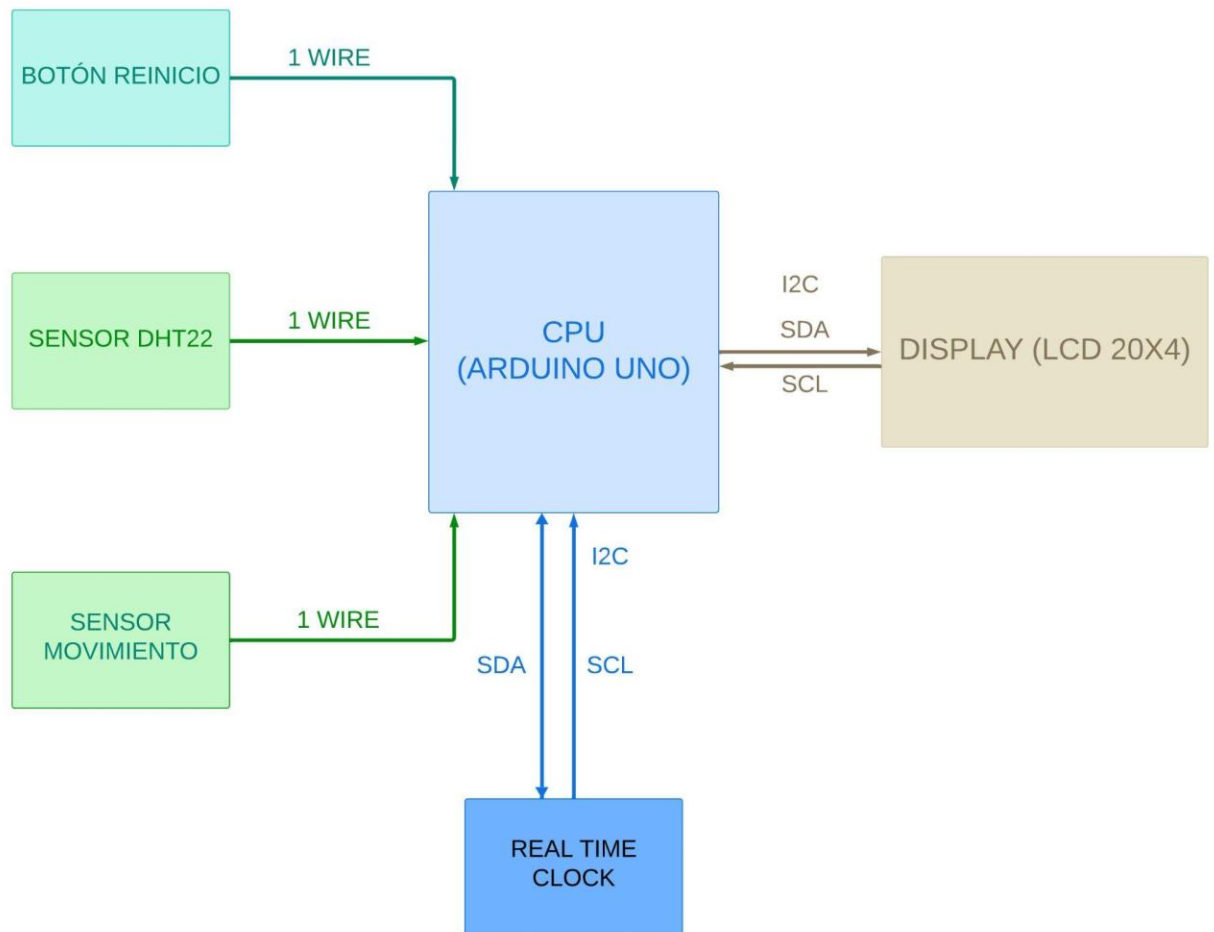 BOTÓN REINICIO
1 WIRE
SENSOR DHT22
1 WIRE
CPU
(ARDUINO UNO)
I2C
SDA
SCL
DISPLAY (LCD 20X4)
SENSOR
MOVIMIENTO
1 WIRE
I2C
SDA
SCL
REAL TIME
CLOCK